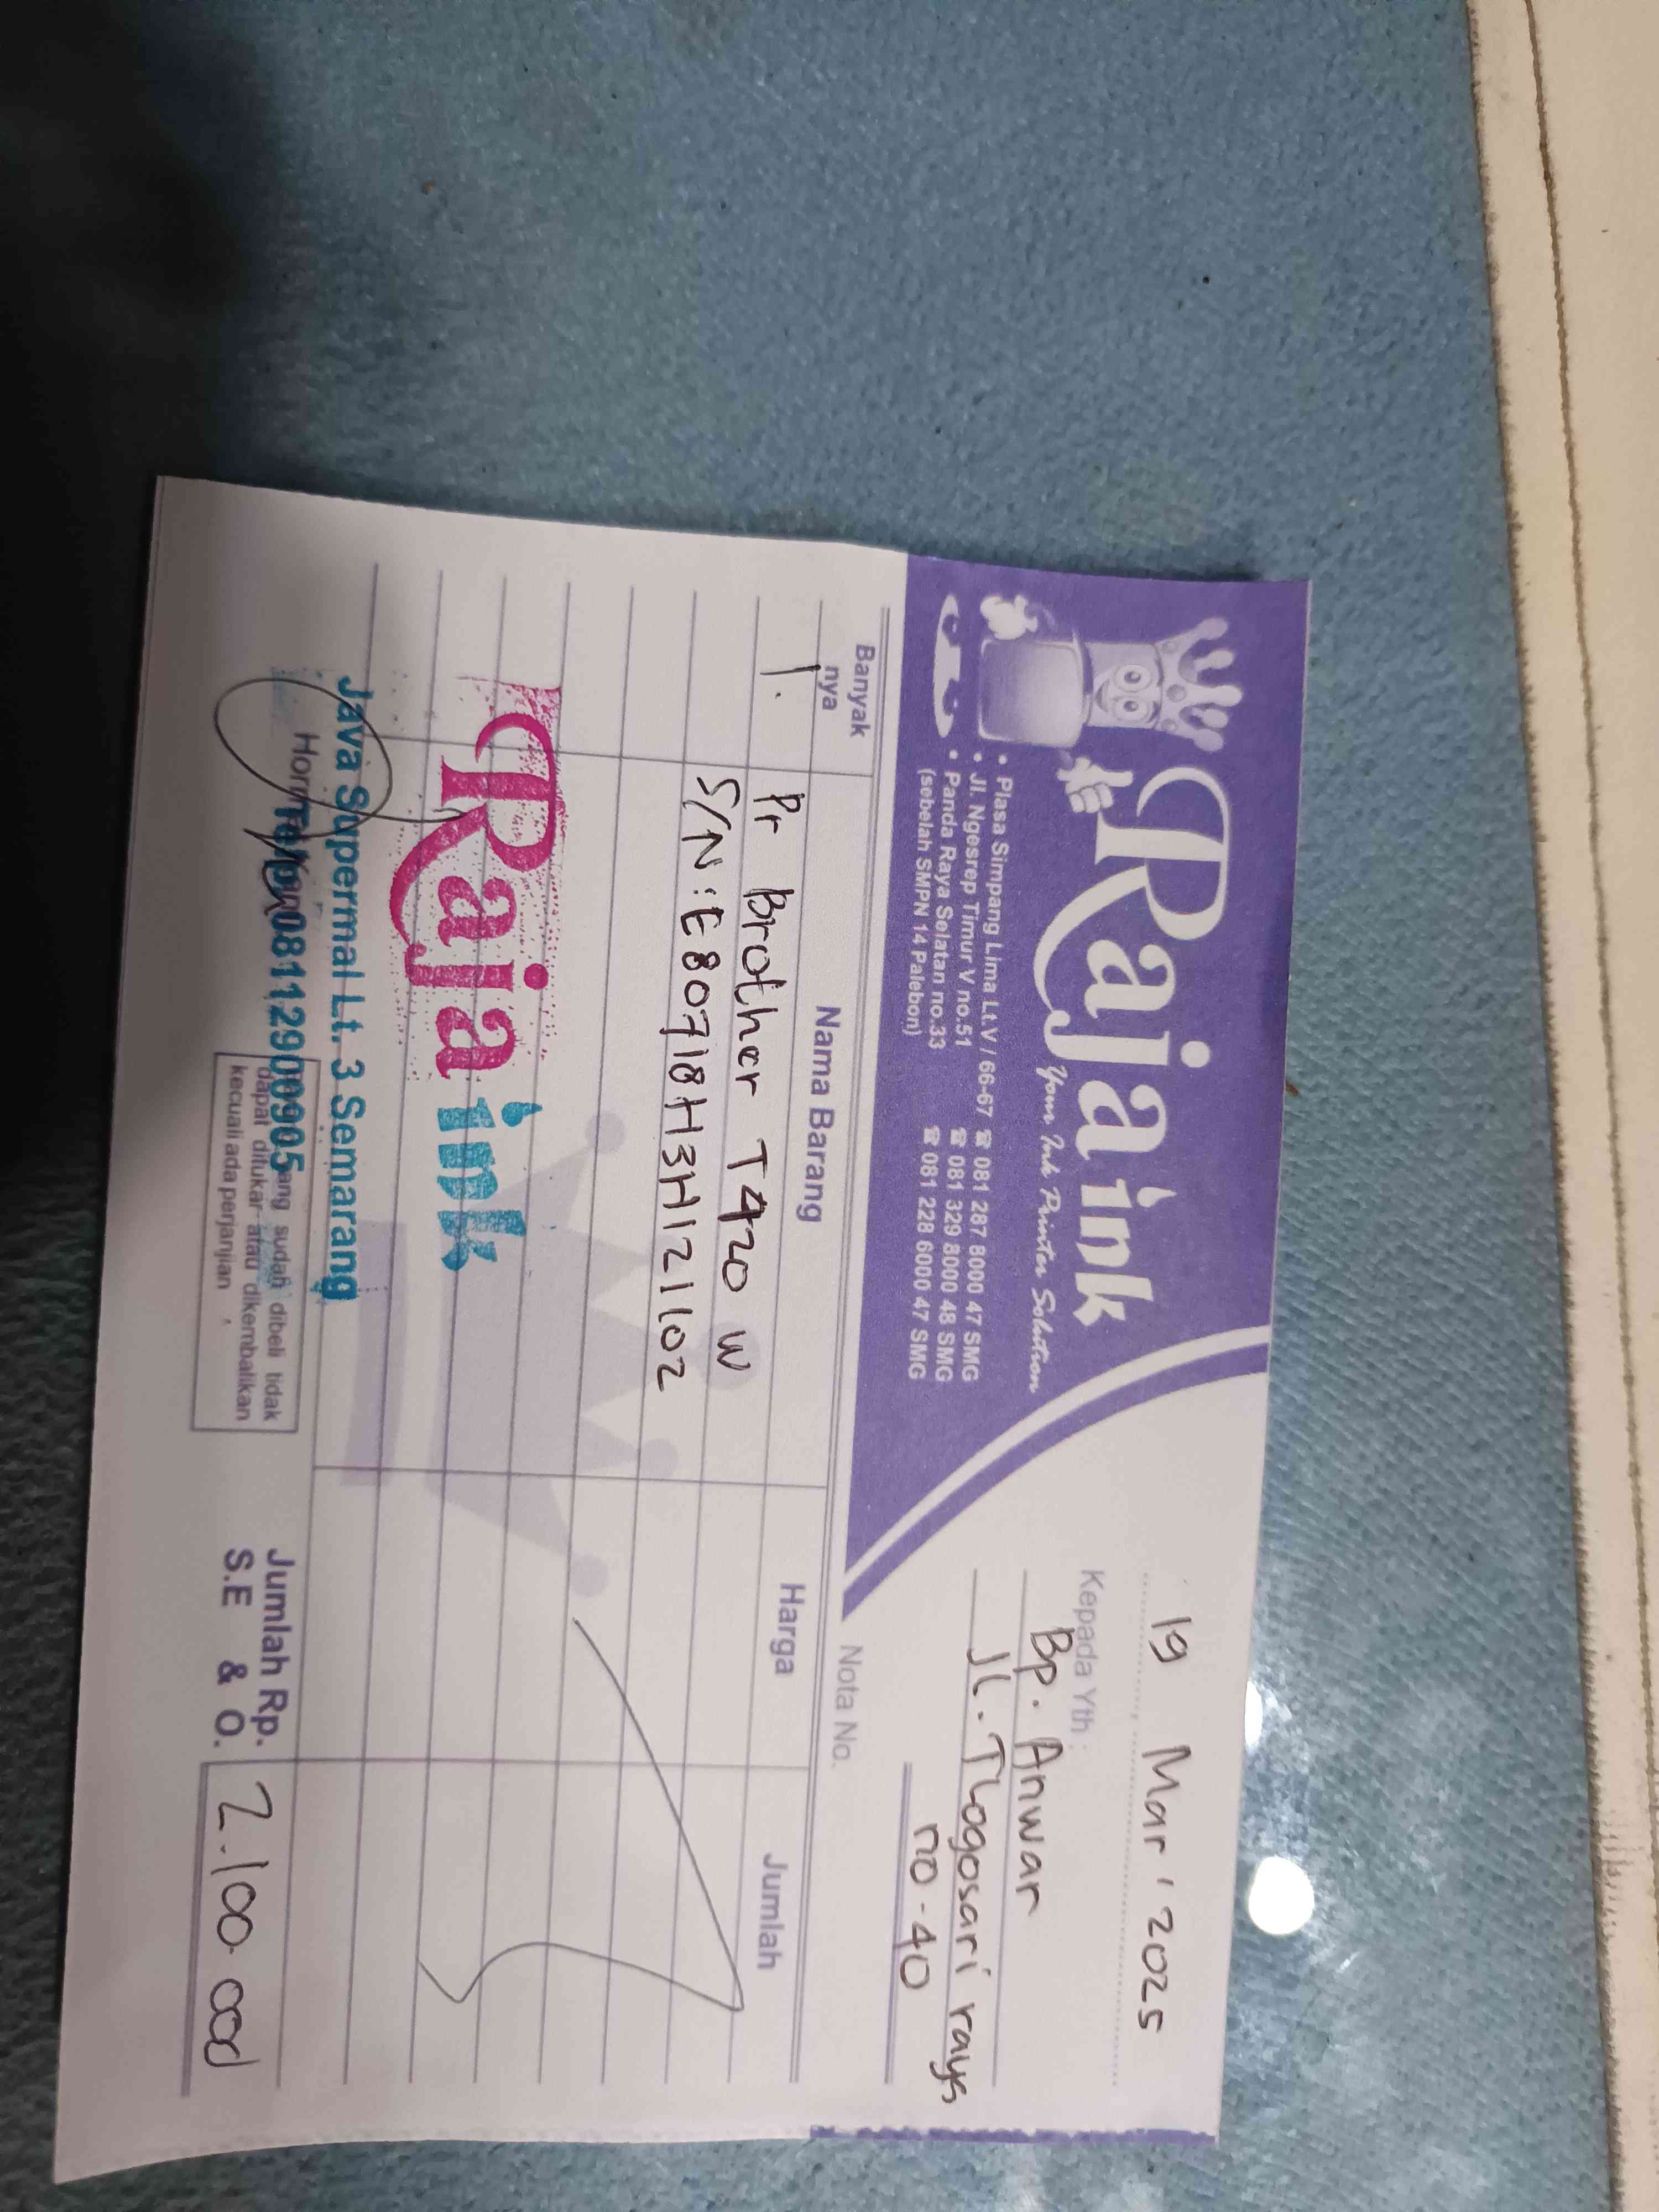 Raja ink
Your Ink Printer Solution
• Plasa Simpang Lima Lt.V / 66-67 ☎ 081 287 8000 47 SMG
• Jl. Ngesrep Timur V no.51 ☎ 081 329 8000 48 SMG
• Panda Raya Selatan no.33 ☎ 081 228 6000 47 SMG
(sebelah SMPN 14 Palebon)
19 Mar' 2025
Kepada Yth :
Bp. Anwar
Jl. Tlogosari raya
no-40
Nota No.
Banyak nya Nama Barang Harga Jumlah
1. Pr Brother T420 W
S/N: E80718H3H121102
Raja ink
Java Supermal Lt. 3 Semarang
08112900905
ang sudah dibeli tidak
dapat ditukar atau dikembalikan
kecuali ada perjanjian
Jumlah Rp. 2.100.000
S.E & O.